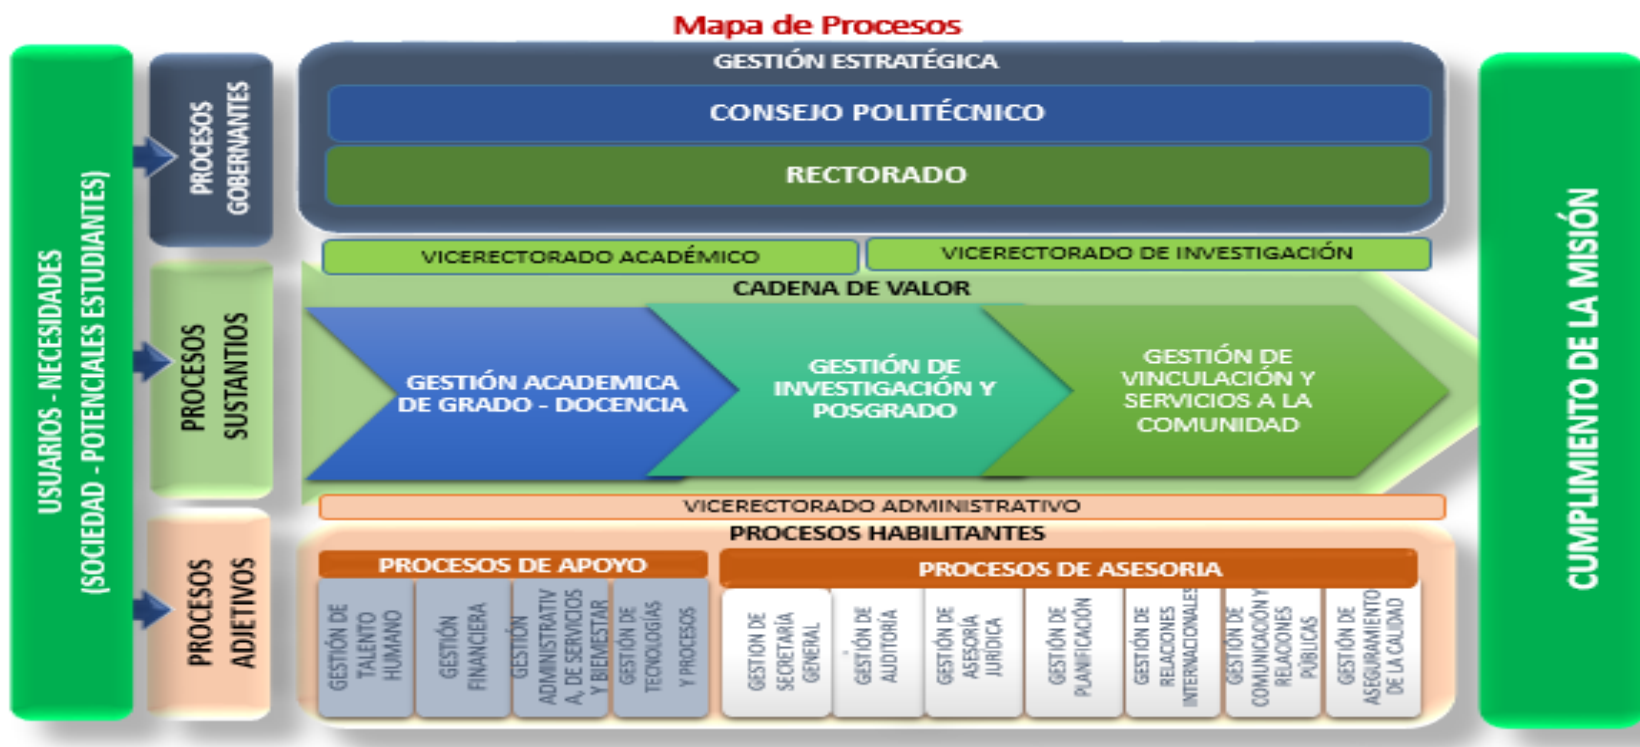 Mapa de Procesos
USUARIOS - NECESIDADES
(SOCIEDAD - POTENCIALES ESTUDIANTES)
PROCESOS
GOBERNANTES
GESTIÓN ESTRATÉGICA
CONSEJO POLITÉCNICO
RECTORADO
PROCESOS
SUSTANTIOS
VICERECTORADO ACADÉMICO
VICERECTORADO DE INVESTIGACIÓN
CADENA DE VALOR
GESTIÓN ACADEMICA
DE GRADO - DOCENCIA
GESTIÓN DE
INVESTIGACIÓN Y
POSGRADO
GESTIÓN DE
VINCULACIÓN Y
SERVICIOS A LA
COMUNIDAD
PROCESOS
ADJETIVOS
VICERECTORADO ADMINISTRATIVO
PROCESOS HABILITANTES
PROCESOS DE APOYO
GESTIÓN DE
TALENTO
HUMANO
GESTIÓN
FINANCIERA
GESTIÓN
ADMINISTRATIV
A, DE SERVICIOS
Y BIEMESTAR
GESTIÓN DE
TECNOLOGÍAS
Y PROCESOS
PROCESOS DE ASESORIA
GESTION DE
SECRETARÍA
GENERAL
GESTIÓN DE
AUDITORÍA
GESTIÓN DE
ASESORÍA
JURÍDICA
GESTIÓN DE
PLANIFICACIÓN
GESTIÓN DE
RELACIONES
INTERNACIONALES
GESTIÓN DE
COMUNICACIÓN Y
RELACIONES
PÚBLICAS
GESTIÓN DE
ASEGURAMIENTO
DE LA CALIDAD
CUMPLIMIENTO DE LA MISIÓN